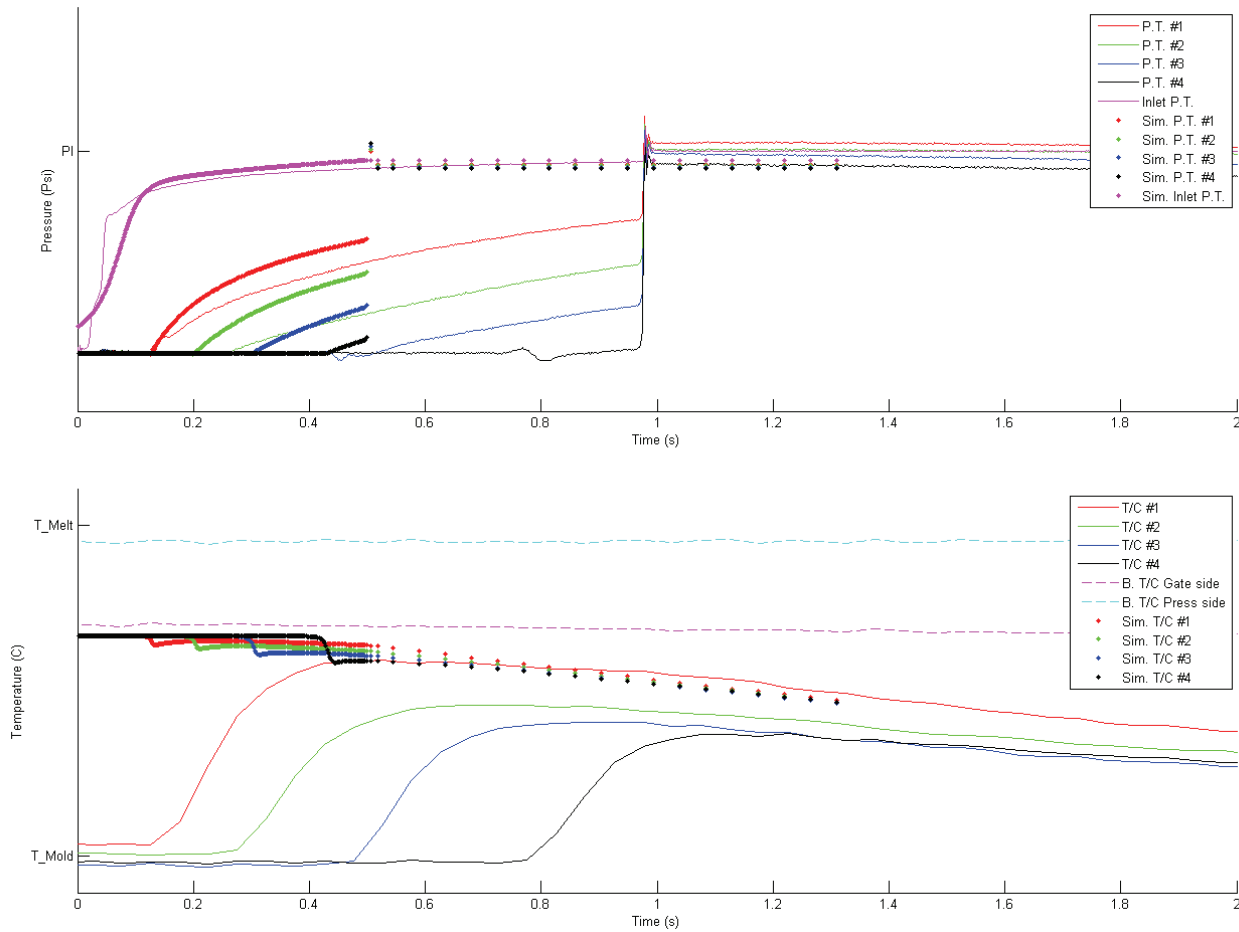 PI
Pressure (Psi)
0
0.2
0.4
0.6
0.8
1
1.2
1.4
1.6
1.8
2
Time (s)
P.T. #1
P.T. #2
P.T. #3
P.T. #4
Inlet P.T.
Sim. P.T. #1
Sim. P.T. #2
Sim. P.T. #3
Sim. P.T. #4
Sim. Inlet P.T.
T_Melt
T_Mold
Temperature (C)
0
0.2
0.4
0.6
0.8
1
1.2
1.4
1.6
1.8
2
Time (s)
T/C #1
T/C #2
T/C #3
T/C #4
B. T/C Gate side
B. T/C Press side
Sim. T/C #1
Sim. T/C #2
Sim. T/C #3
Sim. T/C #4